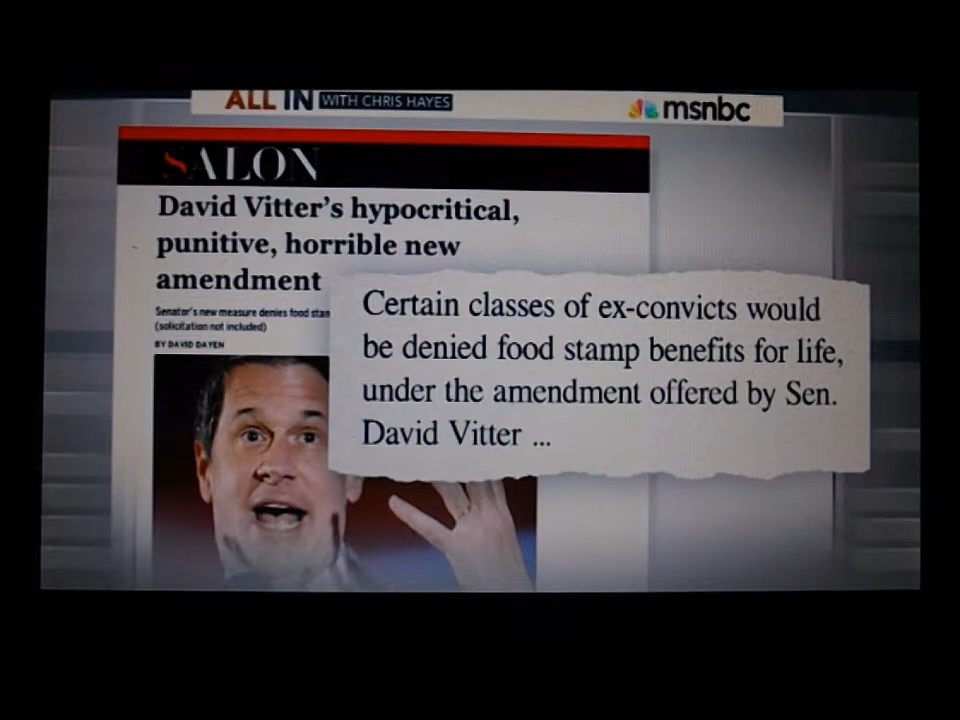 ALL IN WITH CHRIS HAYES
msnbc
SALON
David Vitter's hypocritical,
punitive, horrible new
amendment
Senator's new measure denies food stam
(solicitation not included)
BY DAVID DAYEN
Certain classes of ex-convicts would
be denied food stamp benefits for life,
under the amendment offered by Sen.
David Vitter ...